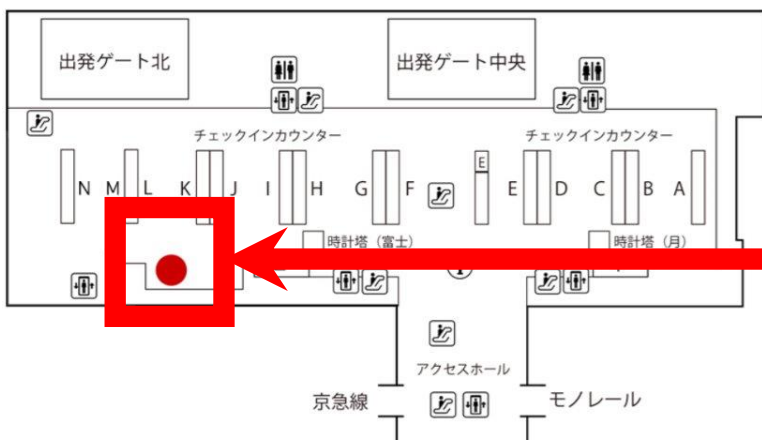 出発ゲート北
出発ゲート中央
チェックインカウンター
チェックインカウンター
N M L K J I H G F E E D C B A
時計塔（富士）
時計塔（月）
アクセスホール
京急線
モノレール